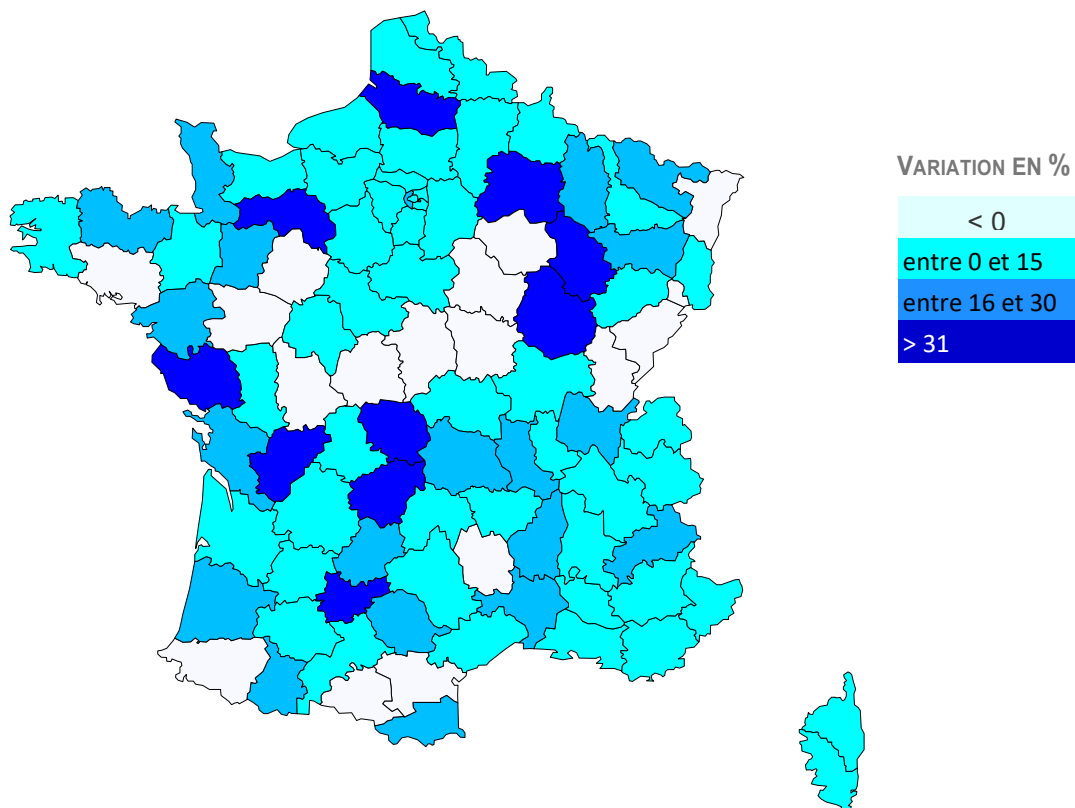 VARIATION EN %
< 0
entre 0 et 15
entre 16 et 30
> 31